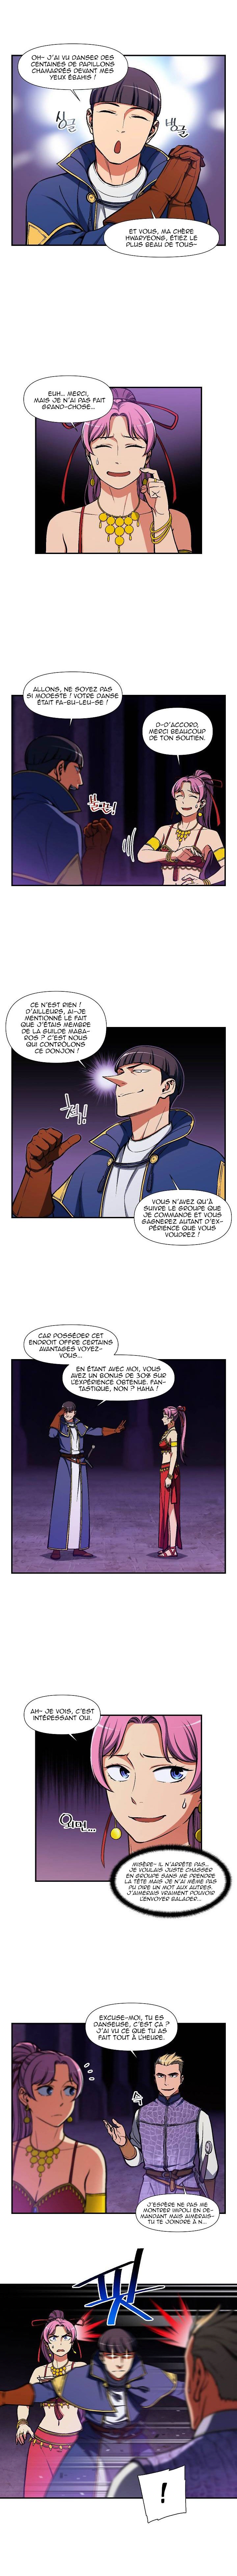 OH~ J'AI VU DANSER DES
CENTAINES DE PAPILLONS
CHAMARRÉS DEVANT MES
YEUX ÉBAHIS !
싱글
벙글
ET VOUS, MA CHÈRE
HWARYEONG, ÉTIEZ LE
PLUS BEAU DE TOUS~
EUH... MERCI,
MAIS JE N'AI PAS FAIT
GRAND-CHOSE...
ALLONS, NE SOYEZ PAS
SI MODESTE ! VOTRE DANSE
ÉTAIT FA-BU-LEU-SE !
D-D'ACCORD,
MERCI BEAUCOUP
DE TON SOUTIEN.
CE N'EST RIEN !
D'AILLEURS, AI-JE
MENTIONNÉ LE FAIT
QUE J'ÉTAIS MEMBRE
DE LA GUILDE MABA-
ROS ? C'EST NOUS
QUI CONTRÔLONS
CE DONJON !
척!
VOUS N'AVEZ QU'À
SUIVRE LE GROUPE QUE
JE COMMANDE ET VOUS
GAGNEREZ AUTANT D'EX-
PÉRIENCE QUE VOUS
VOUDREZ !
CAR POSSÉDER CET
ENDROIT OFFRE CERTAINS
AVANTAGES VOYEZ-
VOUS...
EN ÉTANT AVEC MOI, VOUS
AVEZ UN BONUS DE 30% SUR
L'EXPÉRIENCE OBTENUE. FAN-
TASTIQUE, NON ? HAHA !
AH~ JE VOIS, C'EST
INTÉRESSANT OUI.
MISÈRE~ IL N'ARRÊTE PAS...
JE VOULAIS JUSTE CHASSER
EN GROUPE SANS ME PRENDRE
LA TÊTE MAIS JE N'AI MÊME PAS
PU DIRE UN MOT AUX AUTRES.
J'AIMERAIS VRAIMENT POUVOIR
L'ENVOYER BALADER...
EXCUSE-MOI, TU ES
DANSEUSE, C'EST ÇA ?
J'AI VU CE QUE TU AS
FAIT TOUT À L'HEURE.
J'ESPÈRE NE PAS ME
MONTRER IMPOLI EN DE-
MANDANT MAIS AIMERAIS-
TU TE JOINDRE À N...
!